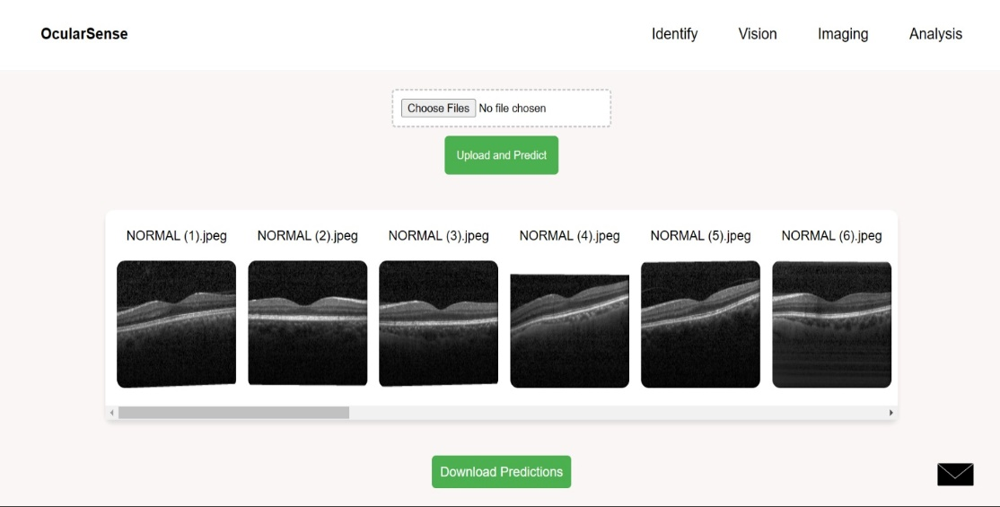 OcularSense Identify Vision Imaging Analysis
Choose Files No file chosen
Upload and Predict
NORMAL (1).jpeg NORMAL (2).jpeg NORMAL (3).jpeg NORMAL (4).jpeg NORMAL (5).jpeg NORMAL (6).jpeg
Download Predictions